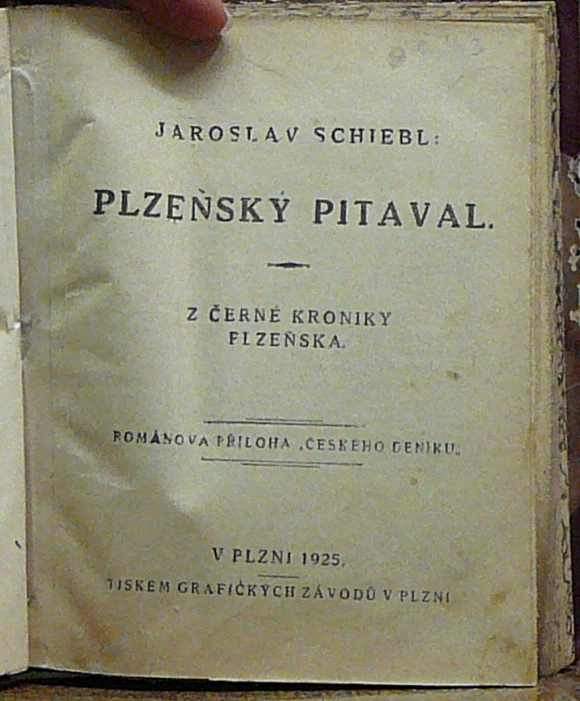 JAROSLAV SCHIEBL:
PLZEŇSKÝ PITAVAL.
Z ČERNÉ KRONIKY
PLZEŇSKA.
ROMÁNOVÁ PŘÍLOHA „ČESKÉHO DENÍKU„
V PLZNI 1925.
TISKEM GRAFICKÝCH ZÁVODŮ V PLZNI